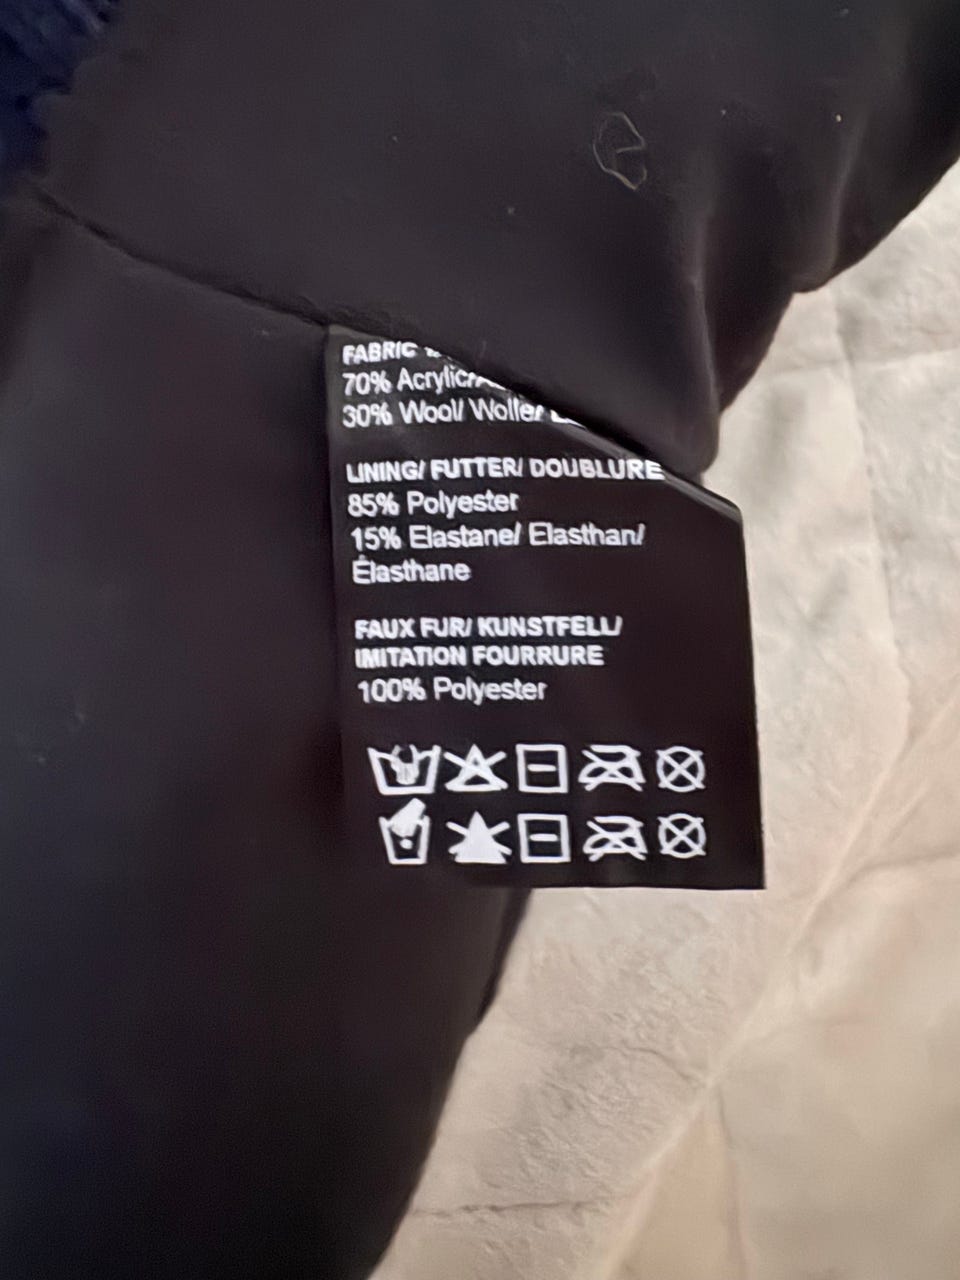 FABRIC
70% Acrylic/
30% Wool/ Wolle/
LINING/ FUTTER/ DOUBLURE
85% Polyester
15% Elastane/ Elasthan/
Élasthane
FAUX FUR/ KUNSTFELL/
IMITATION FOURRURE
100% Polyester